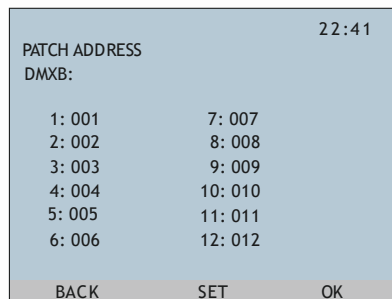 22:41
PATCH ADDRESS
DMXB:
1: 001 7: 007
2: 002 8: 008
3: 003 9: 009
4: 004 10: 010
5: 005 11: 011
6: 006 12: 012
BACK SET OK